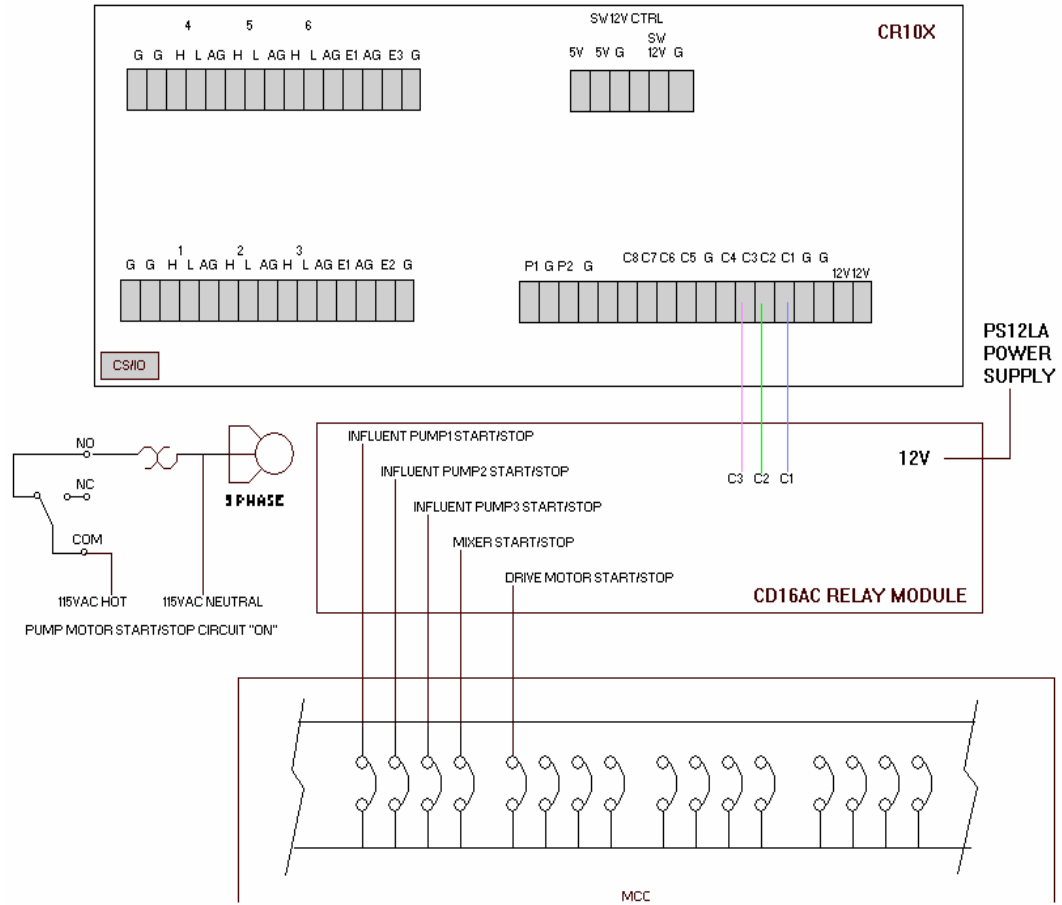 4 5 6
G G H L AG H L AG H L AG E1 AG E3 G
SW12V CTRL
SW
5V 5V G 12V G
CR10X
1 2 3
G G H L AG H L AG H L AG E1 AG E2 G
P1 G P2 G C8 C7 C6 C5 G C4 C3 C2 C1 G G
12V 12V
CS/IO
PS12LA
POWER
SUPPLY
NO
NC
COM
3 PHASE
115VAC HOT 115VAC NEUTRAL
PUMP MOTOR START/STOP CIRCUIT "ON"
INFLUENT PUMP1 START/STOP
INFLUENT PUMP2 START/STOP
INFLUENT PUMP3 START/STOP
MIXER START/STOP
DRIVE MOTOR START/STOP
C3 C2 C1
12V
CD16AC RELAY MODULE
MCC